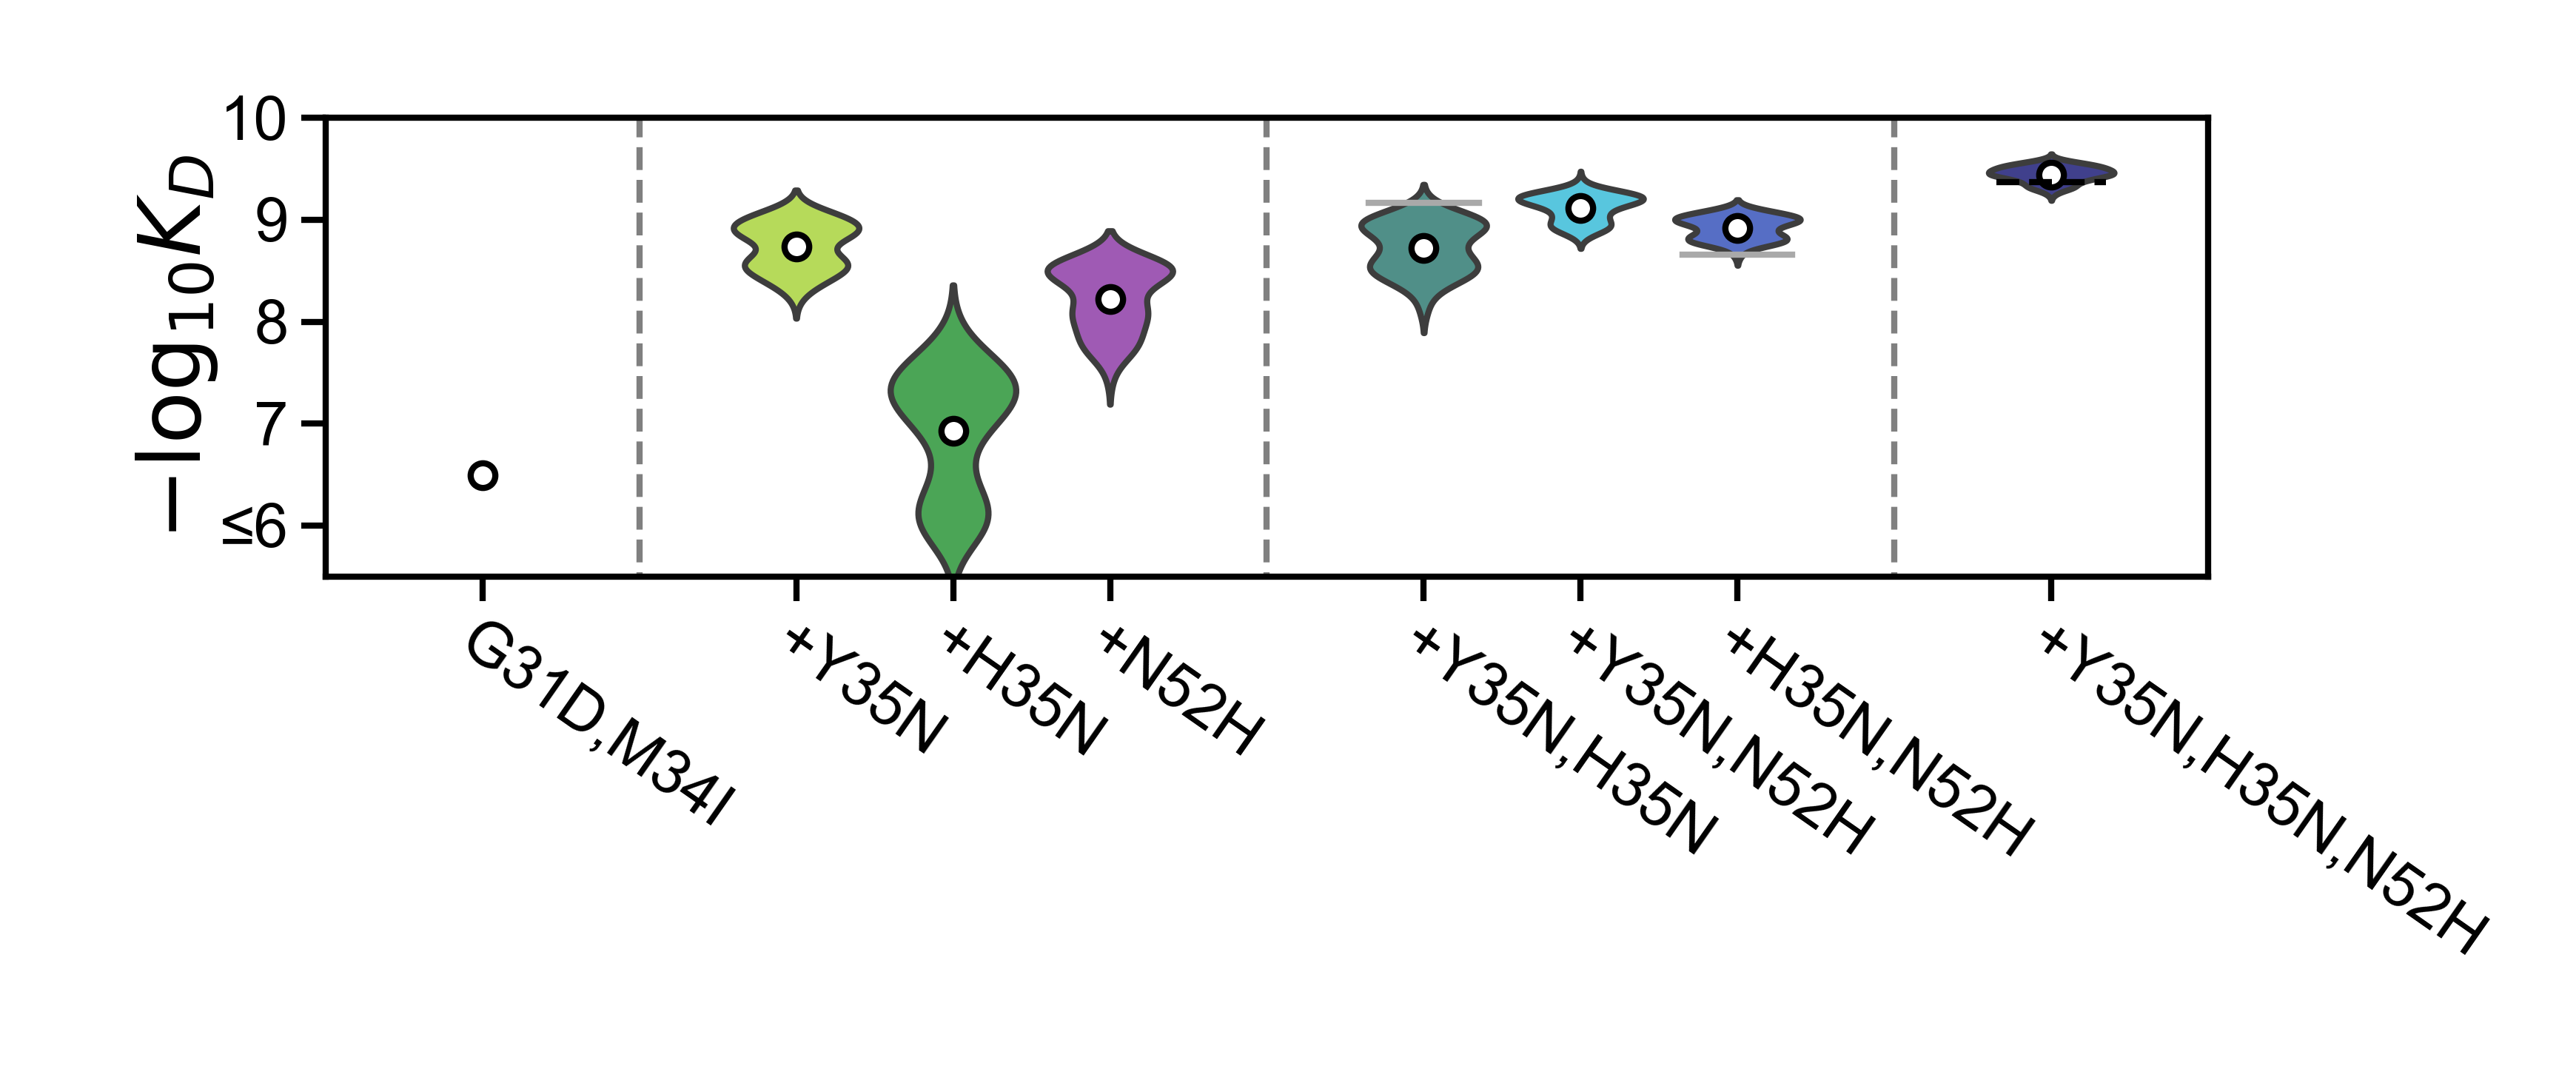 −log₁₀K_D
10
9
8
7
≤6
G31D,M34I
+Y35N
+H35N
+N52H
+Y35N,H35N
+Y35N,N52H
+H35N,N52H
+Y35N,H35N,N52H